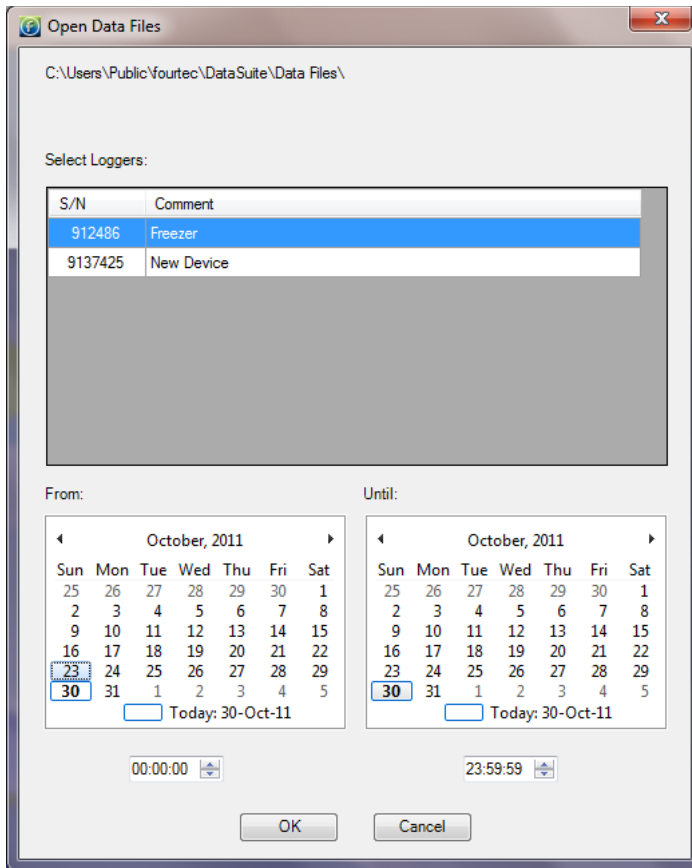 Open Data Files
C:\Users\Public\fourtec\DataSuite\Data Files\
Select Loggers:
S/N Comment
912486 Freezer
9137425 New Device
From:
October, 2011
Sun Mon Tue Wed Thu Fri Sat
25 26 27 28 29 30 1
2 3 4 5 6 7 8
9 10 11 12 13 14 15
16 17 18 19 20 21 22
23 24 25 26 27 28 29
30 31 1 2 3 4 5
Today: 30-Oct-11
00:00:00
Until:
October, 2011
Sun Mon Tue Wed Thu Fri Sat
25 26 27 28 29 30 1
2 3 4 5 6 7 8
9 10 11 12 13 14 15
16 17 18 19 20 21 22
23 24 25 26 27 28 29
30 31 1 2 3 4 5
Today: 30-Oct-11
23:59:59
OK
Cancel